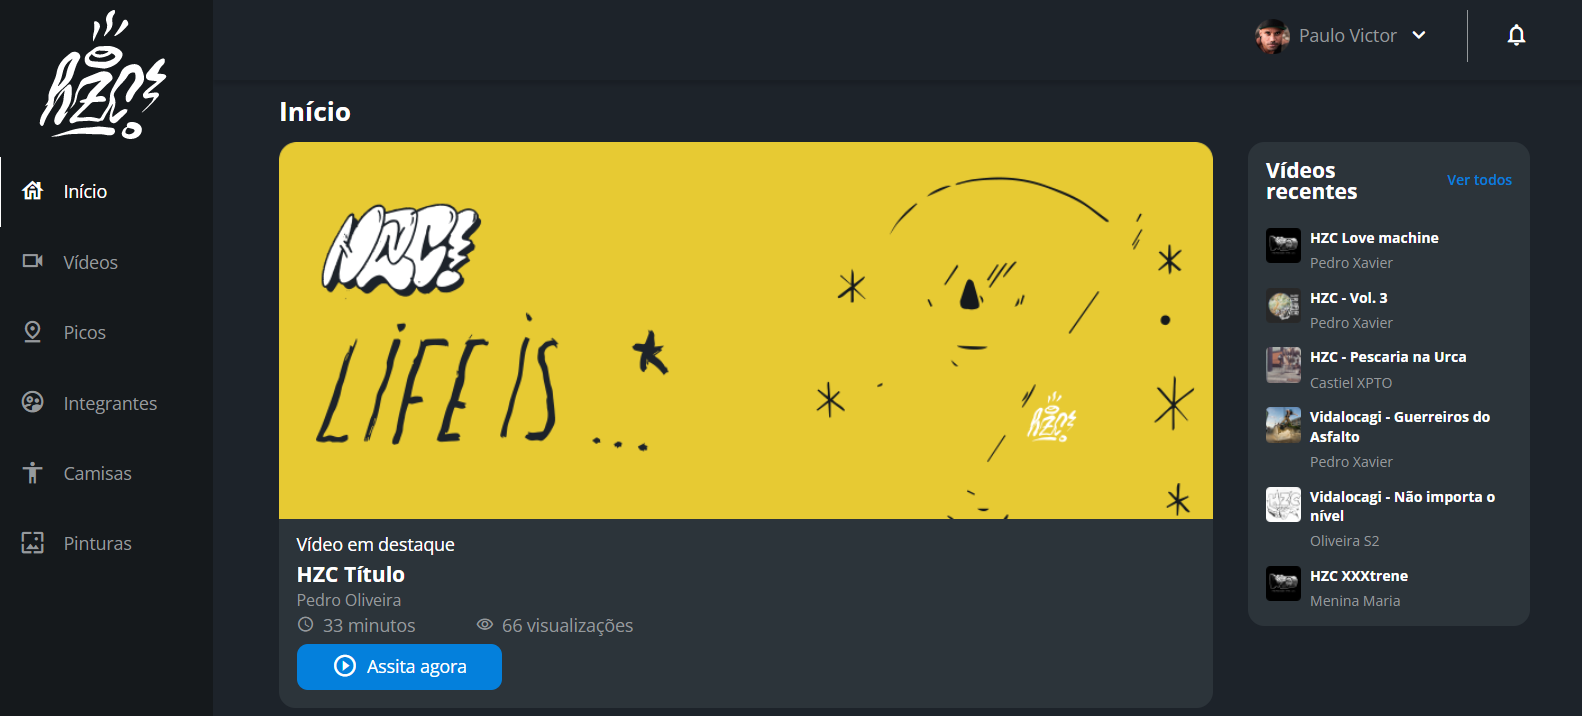 HZC!
Início
Vídeos
Picos
Integrantes
Camisas
Pinturas
Paulo Victor
Início
HZC!
LIFE IS ...
HZC!
Vídeo em destaque
HZC Título
Pedro Oliveira
33 minutos
66 visualizações
Assita agora
Vídeos
recentes
Ver todos
HZC Love machine
Pedro Xavier
HZC - Vol. 3
Pedro Xavier
HZC - Pescaria na Urca
Castiel XPTO
Vidalocagi - Guerreiros do
Asfalto
Pedro Xavier
Vidalocagi - Não importa o
nível
Oliveira S2
HZC XXXtrene
Menina Maria